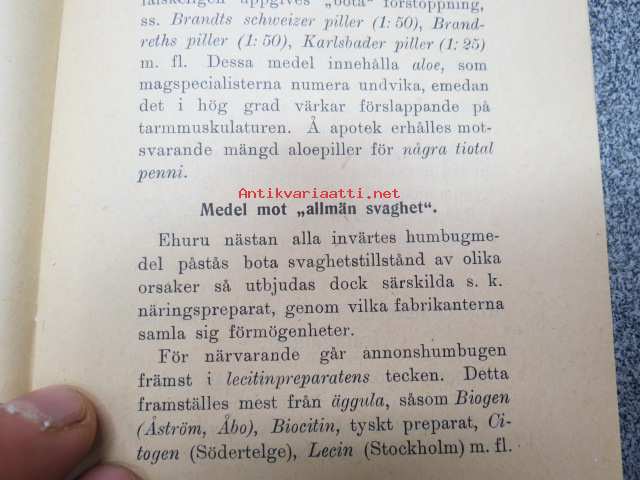 falskeligen uppgives „bota" förstoppning,
ss. Brandts schweizer piller (1: 50), Brand-
reths piller (1: 50), Karlsbader piller (1: 25)
m. fl. Dessa medel innehålla aloe, som
magspecialisterna numera undvika, emedan
det i hög grad värkar förslappande på
tarmmuskulaturen. Å apotek erhålles mot-
svarande mängd aloepiller för några tiotal
penni.
Antikvariaatti.net
Medel mot „allmän svaghet".
Ehuru nästan alla invärtes humbugme-
del påstås bota svaghetstillstånd av olika
orsaker så utbjudas dock särskilda s. k.
näringspreparat, genom vilka fabrikanterna
samla sig förmögenheter.
För närvarande går annonshumbugen
främst i lecitinpreparatens tecken. Detta
framställes mest från äggula, såsom Biogen
(Åström, Åbo), Biocitin, tyskt preparat, Ci-
togen (Södertelge), Lecin (Stockholm) m. fl.